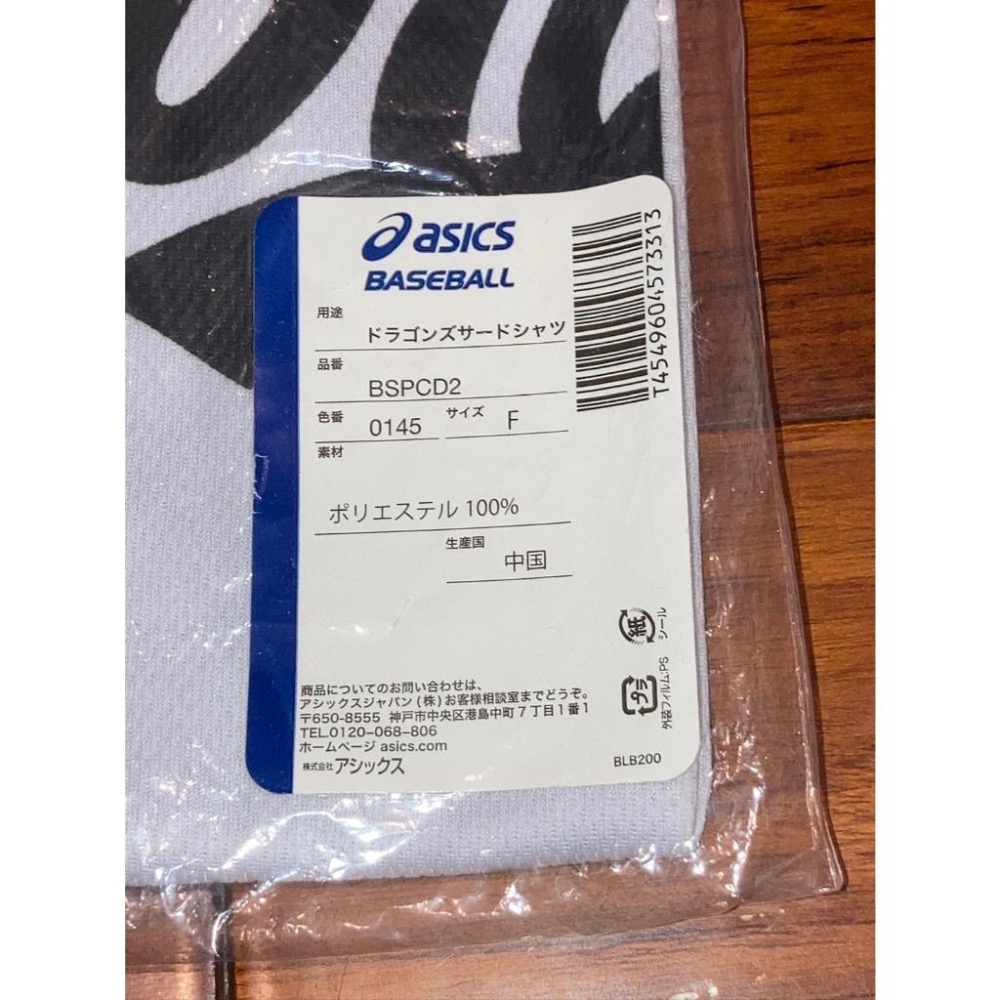 asics
BASEBALL
用途
ドラゴンズサードシャツ
品番
BSPCD2
色番
0145
サイズ
F
素材
ポリエステル 100%
生産国
中国
T4549604573313
紙
シール
プラ
外装フィルム:PS
商品についてのお問い合わせは、
アシックスジャパン(株)お客様相談室までどうぞ。
〒650-8555 神戸市中央区港島中町7丁目1番1
TEL.0120-068-806
ホームページ asics.com
株式会社アシックス
BLB200